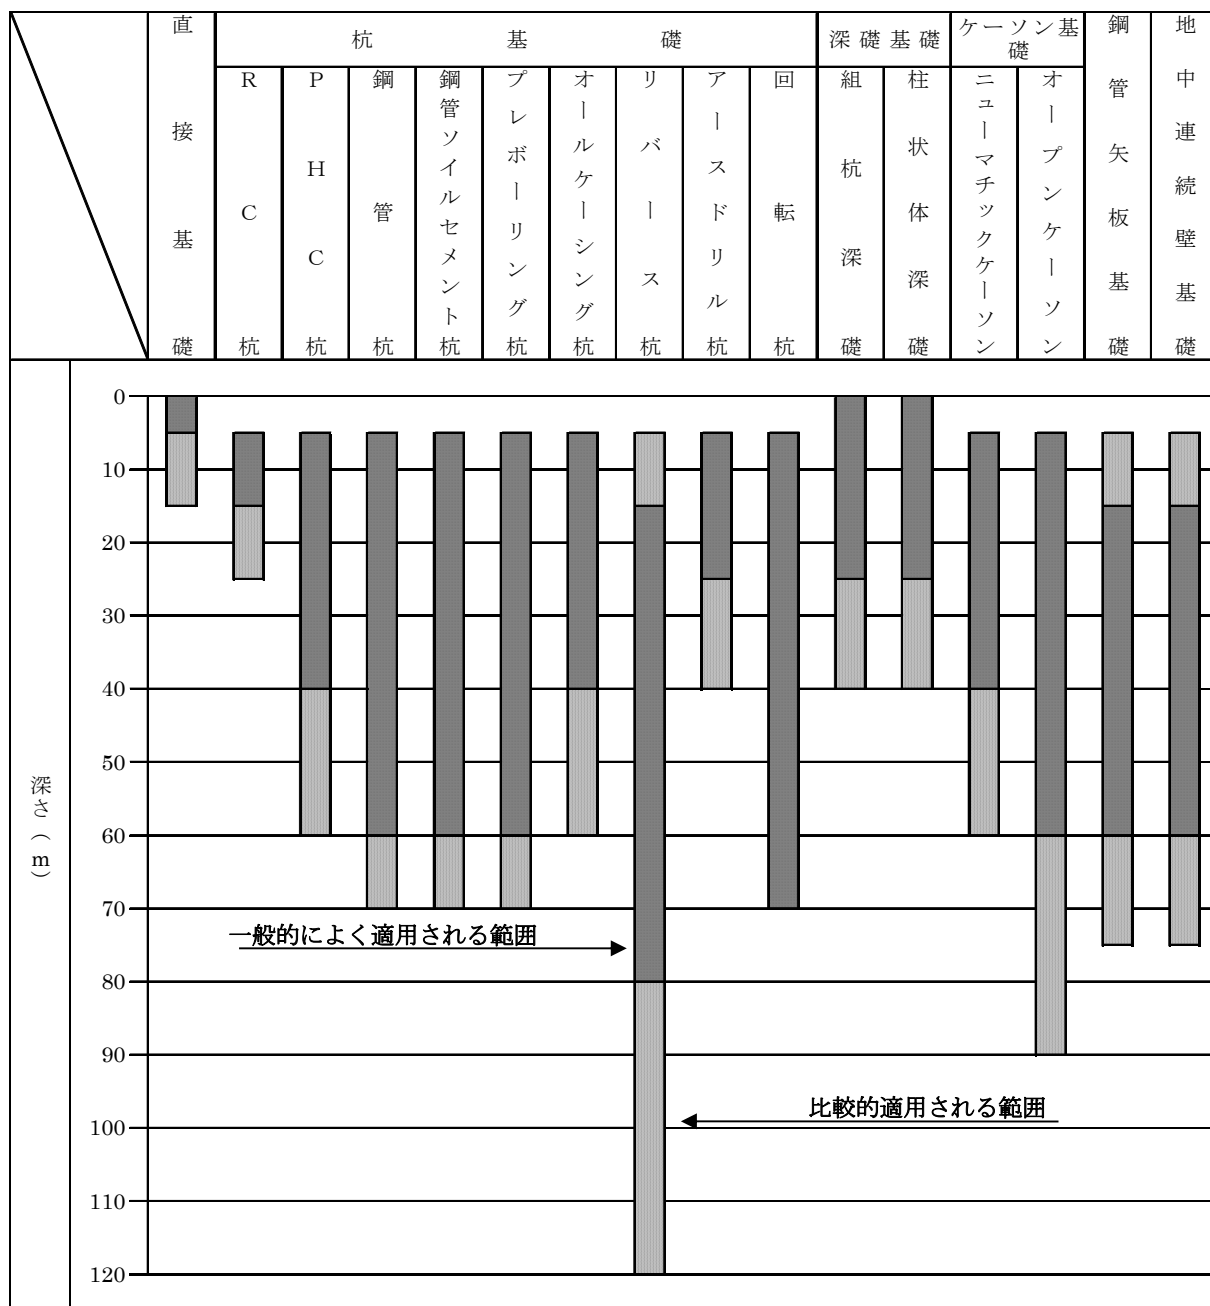 直接基礎
杭基礎
深礎基礎
ケーソン基礎
鋼管矢板基礎
地中連続壁基礎
RC杭
PHC杭
鋼管杭
鋼管ソイルセメント杭
プレボーリング杭
オールケーシング杭
リバース杭
アースドリル杭
回転杭
組杭深礎
柱状体深礎
ニューマチックケーソン
オープンケーソン
深さ(m)
0
10
20
30
40
50
60
70
一般的によく適用される範囲
80
90
比較的適用される範囲
100
110
120